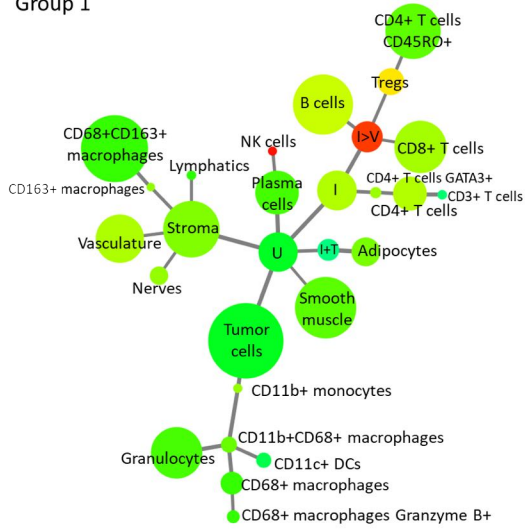 Group 1
CD4+ T cells
CD45RO+
Tregs
B cells
I>V
CD8+ T cells
CD68+CD163+
macrophages
NK cells
Lymphatics
CD163+ macrophages
Plasma
cells
I
CD4+ T cells GATA3+
CD3+ T cells
CD4+ T cells
Stroma
Vasculature
U
I+T
Adipocytes
Nerves
Smooth
muscle
Tumor
cells
CD11b+ monocytes
CD11b+CD68+ macrophages
Granulocytes
CD11c+ DCs
CD68+ macrophages
CD68+ macrophages Granzyme B+